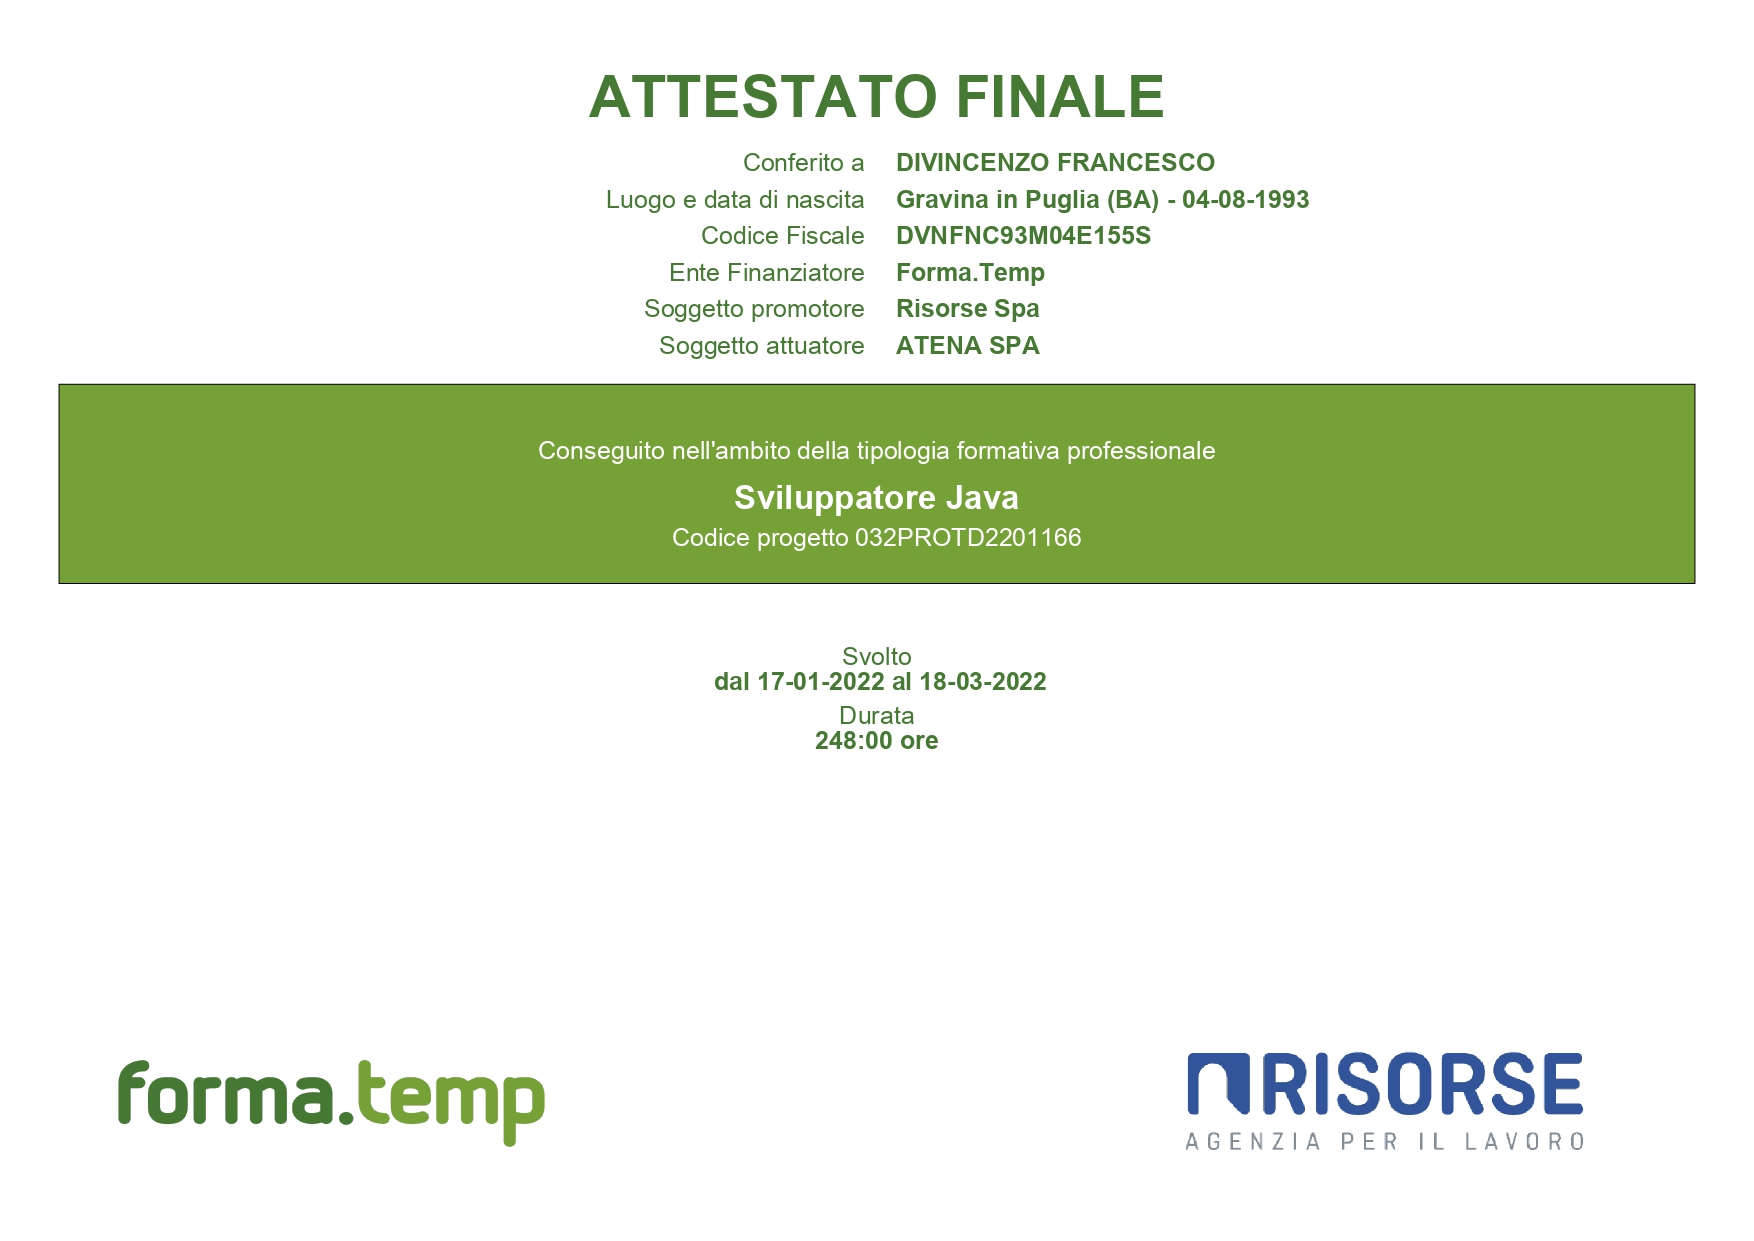 ATTESTATO FINALE
Conferito a DIVINCENZO FRANCESCO
Luogo e data di nascita Gravina in Puglia (BA) - 04-08-1993
Codice Fiscale DVNFNC93M04E155S
Ente Finanziatore Forma.Temp
Soggetto promotore Risorse Spa
Soggetto attuatore ATENA SPA
Conseguito nell'ambito della tipologia formativa professionale
Sviluppatore Java
Codice progetto 032PROTD2201166
Svolto
dal 17-01-2022 al 18-03-2022
Durata
248:00 ore
forma.temp
RISORSE
AGENZIA PER IL LAVORO